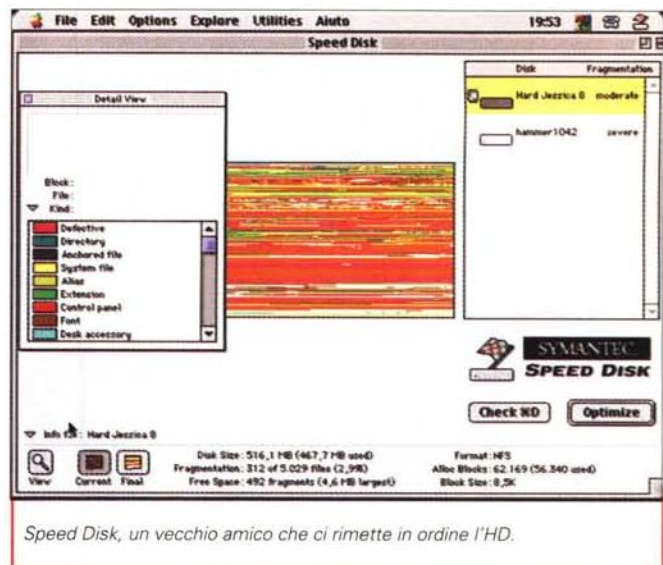 File Edit Options Explore Utilities Aiuto 19:53
Speed Disk
Detail View
Block:
File:
Kind:
Defective
Directory
Anchored file
System file
Alias
Extension
Control panel
Font
Desk accessory
Disk Fragmentation
Hard Jezzica 8 moderate
hammer1042 severe
SYMANTEC
SPEED DISK
Check HD Optimize
Hard Jezzica 8
View Current Final
Disk Size: 516,1 MB (467,7 MB used)
Fragmentation: 312 of 5.029 files (2,9%)
Free Space: 492 fragments (4,6 MB largest)
Format: HFS
Alloc Blocks: 62.169 (56.340 used)
Block Size: 8,5K
Speed Disk, un vecchio amico che ci rimette in ordine l'HD.